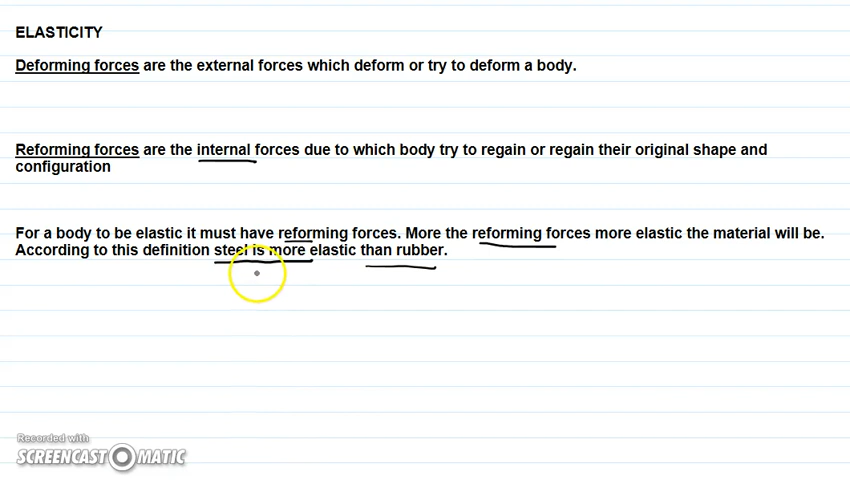 ELASTICITY
Deforming forces are the external forces which deform or try to deform a body.
Reforming forces are the internal forces due to which body try to regain or regain their original shape and
configuration
For a body to be elastic it must have reforming forces. More the reforming forces more elastic the material will be.
According to this definition steel is more elastic than rubber.
Recorded with
SCREENCAST MATIC